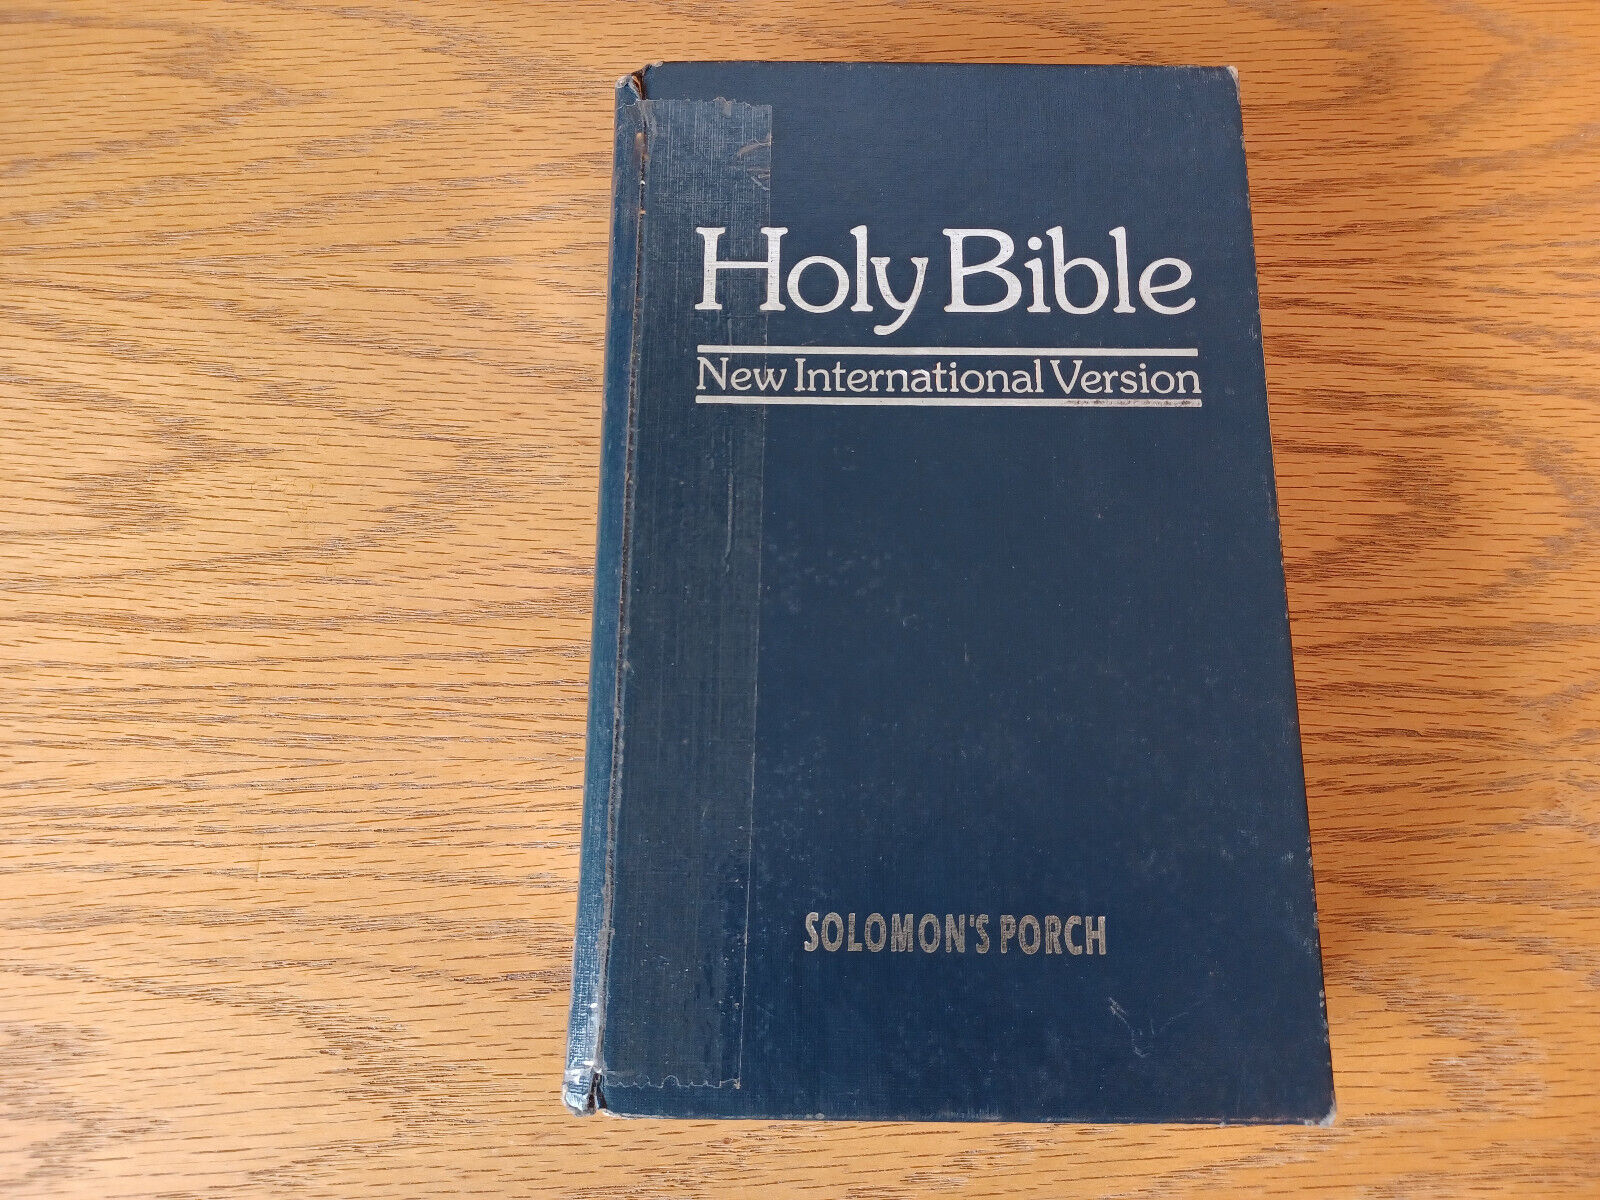 Holy Bible
New International Version
SOLOMON'S PORCH